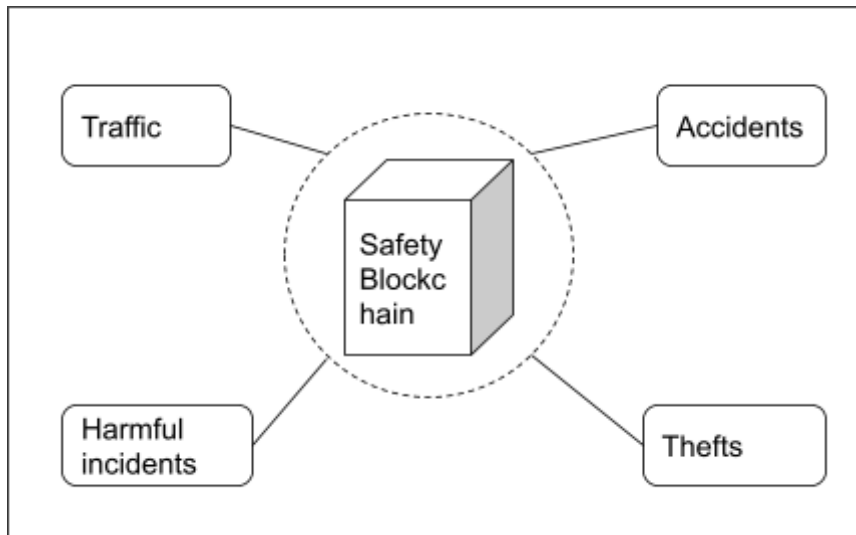 Traffic
Accidents
Safety
Blockc
hain
Harmful
incidents
Thefts